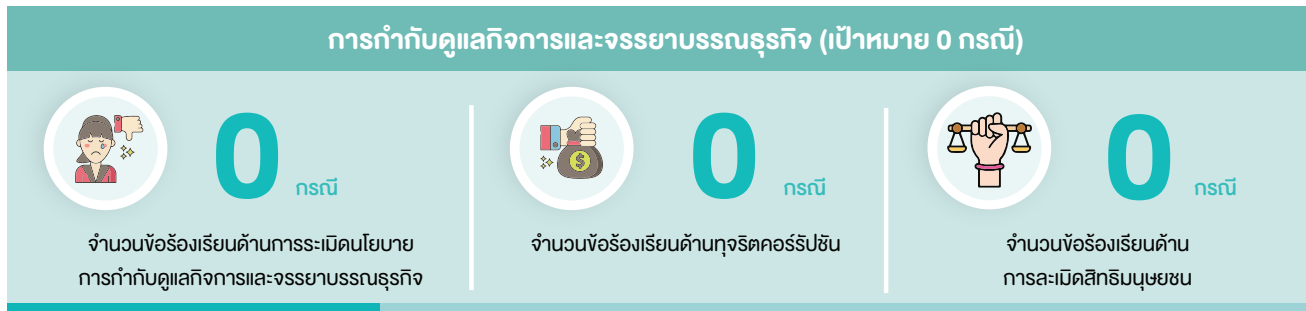 การกำกับดูแลกิจการและจรรยาบรรณธุรกิจ (เป้าหมาย 0 กรณี)
0 กรณี
จำนวนข้อร้องเรียนด้านการระเมิดนโยบาย
การกำกับดูแลกิจการและจรรยาบรรณธุรกิจ
0 กรณี
จำนวนข้อร้องเรียนด้านทุจริตคอร์รัปชัน
0 กรณี
จำนวนข้อร้องเรียนด้าน
การละเมิดสิทธิมนุษยชน